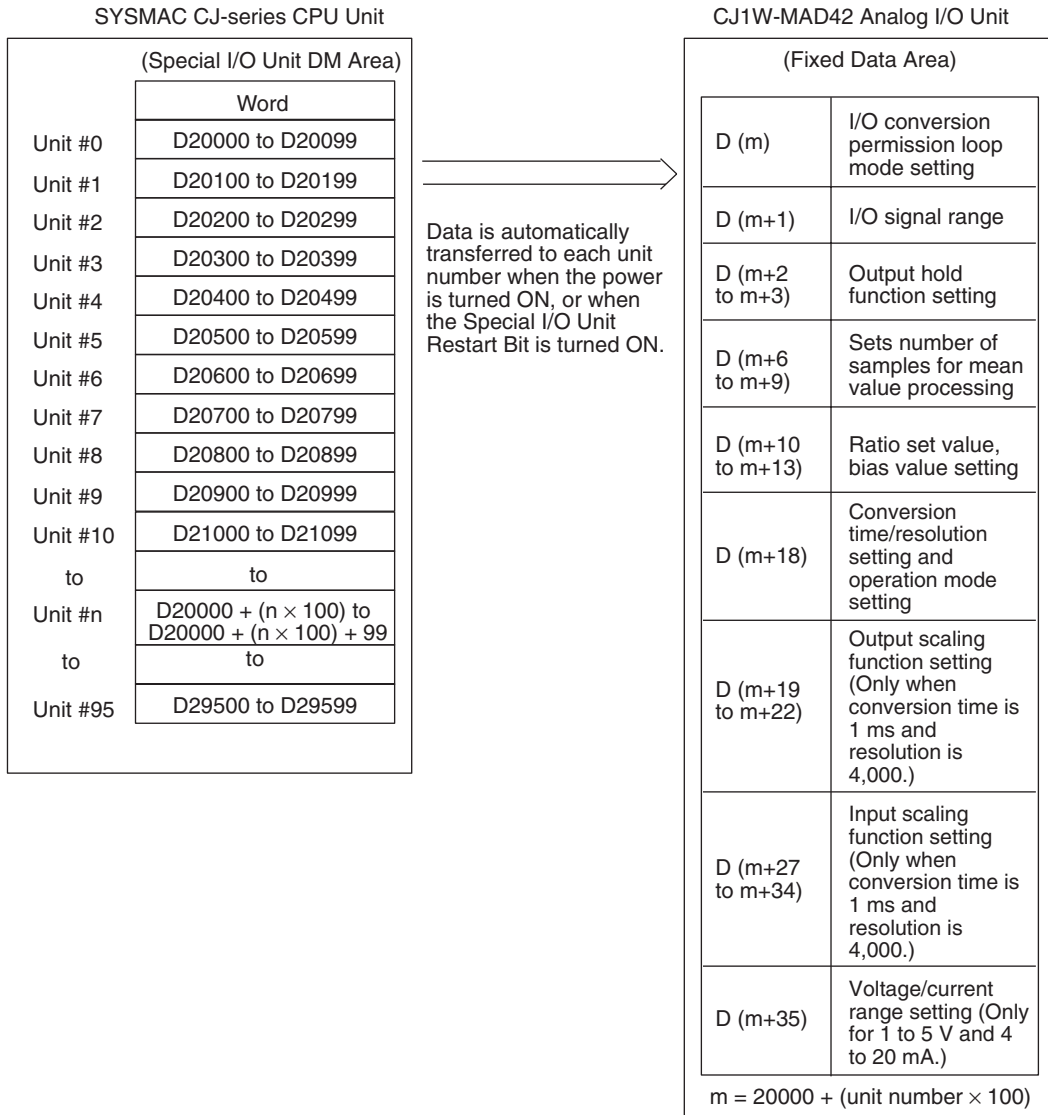 SYSMAC CJ-series CPU Unit
(Special I/O Unit DM Area)
Word
Unit #0 D20000 to D20099
Unit #1 D20100 to D20199
Unit #2 D20200 to D20299
Unit #3 D20300 to D20399
Unit #4 D20400 to D20499
Unit #5 D20500 to D20599
Unit #6 D20600 to D20699
Unit #7 D20700 to D20799
Unit #8 D20800 to D20899
Unit #9 D20900 to D20999
Unit #10 D21000 to D21099
to to
Unit #n D20000 + (n × 100) to
D20000 + (n × 100) + 99
to to
Unit #95 D29500 to D29599
Data is automatically
transferred to each unit
number when the power
is turned ON, or when
the Special I/O Unit
Restart Bit is turned ON.
CJ1W-MAD42 Analog I/O Unit
(Fixed Data Area)
D (m)
I/O conversion
permission loop
mode setting
D (m+1)
I/O signal range
D (m+2
to m+3)
Output hold
function setting
D (m+6
to m+9)
Sets number of
samples for mean
value processing
D (m+10
to m+13)
Ratio set value,
bias value setting
D (m+18)
Conversion
time/resolution
setting and
operation mode
setting
D (m+19
to m+22)
Output scaling
function setting
(Only when
conversion time is
1 ms and
resolution is
4,000.)
D (m+27
to m+34)
Input scaling
function setting
(Only when
conversion time is
1 ms and
resolution is
4,000.)
D (m+35)
Voltage/current
range setting (Only
for 1 to 5 V and 4
to 20 mA.)
m = 20000 + (unit number × 100)